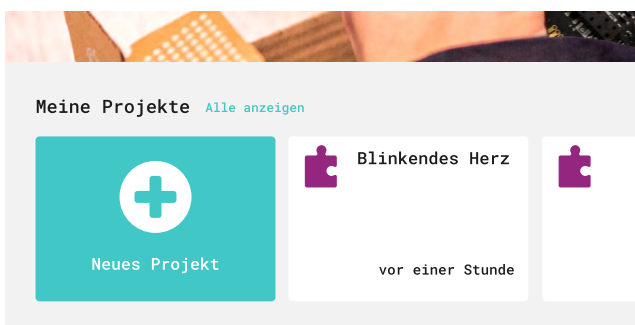 Meine Projekte Alle anzeigen
Blinkendes Herz
Neues Projekt
vor einer Stunde